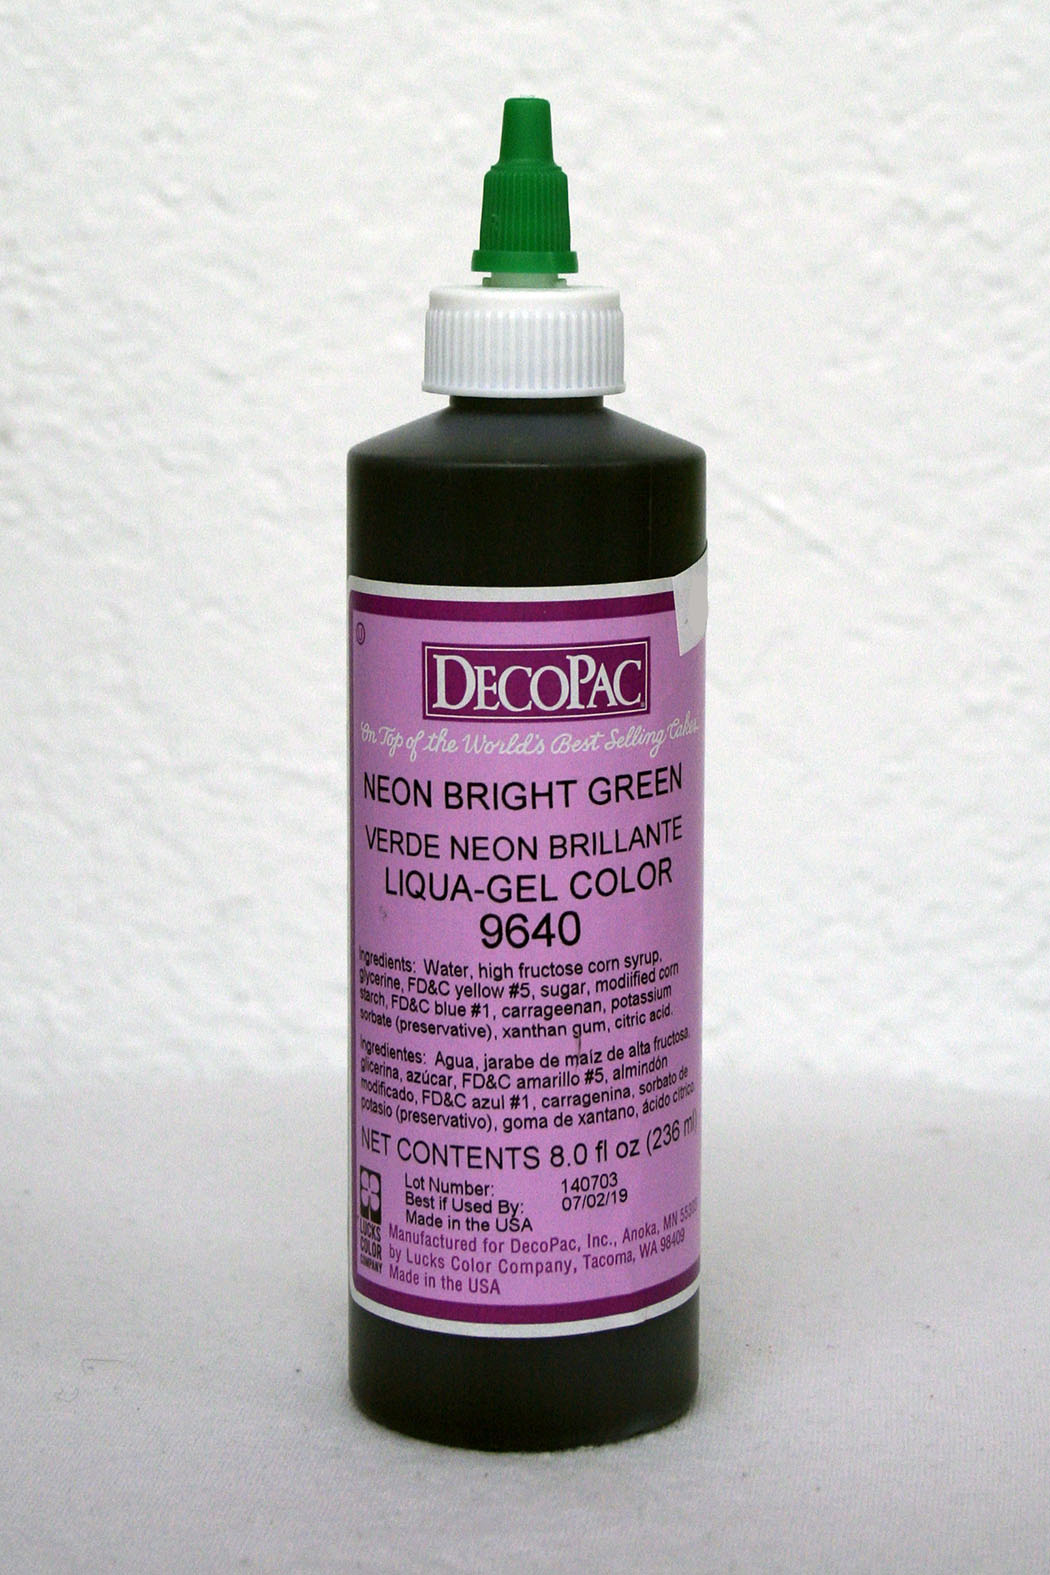 DECOPAC
On Top of the World's Best Selling Cakes
NEON BRIGHT GREEN
VERDE NEON BRILLANTE
LIQUA-GEL COLOR
9640
Ingredients: Water, high fructose corn syrup,
glycerine, FD&C yellow #5, sugar, modiified corn
starch, FD&C blue #1, carrageenan, potassium
sorbate (preservative), xanthan gum, citric acid.
Ingredientes: Agua, jarabe de maíz de alta fructosa,
glicerina, azúcar, FD&C amarillo #5, almindón
modificado, FD&C azul #1, carragenina, sorbato de
potasio (preservativo), goma de xantano, ácido cítrico.
NET CONTENTS 8.0 fl oz (236 ml)
Lot Number: 140703
Best if Used By: 07/02/19
Made in the USA
LUCKS
COLOR
COMPANY
Manufactured for DecoPac, Inc., Anoka, MN
by Lucks Color Company, Tacoma, WA 98409
Made in the USA